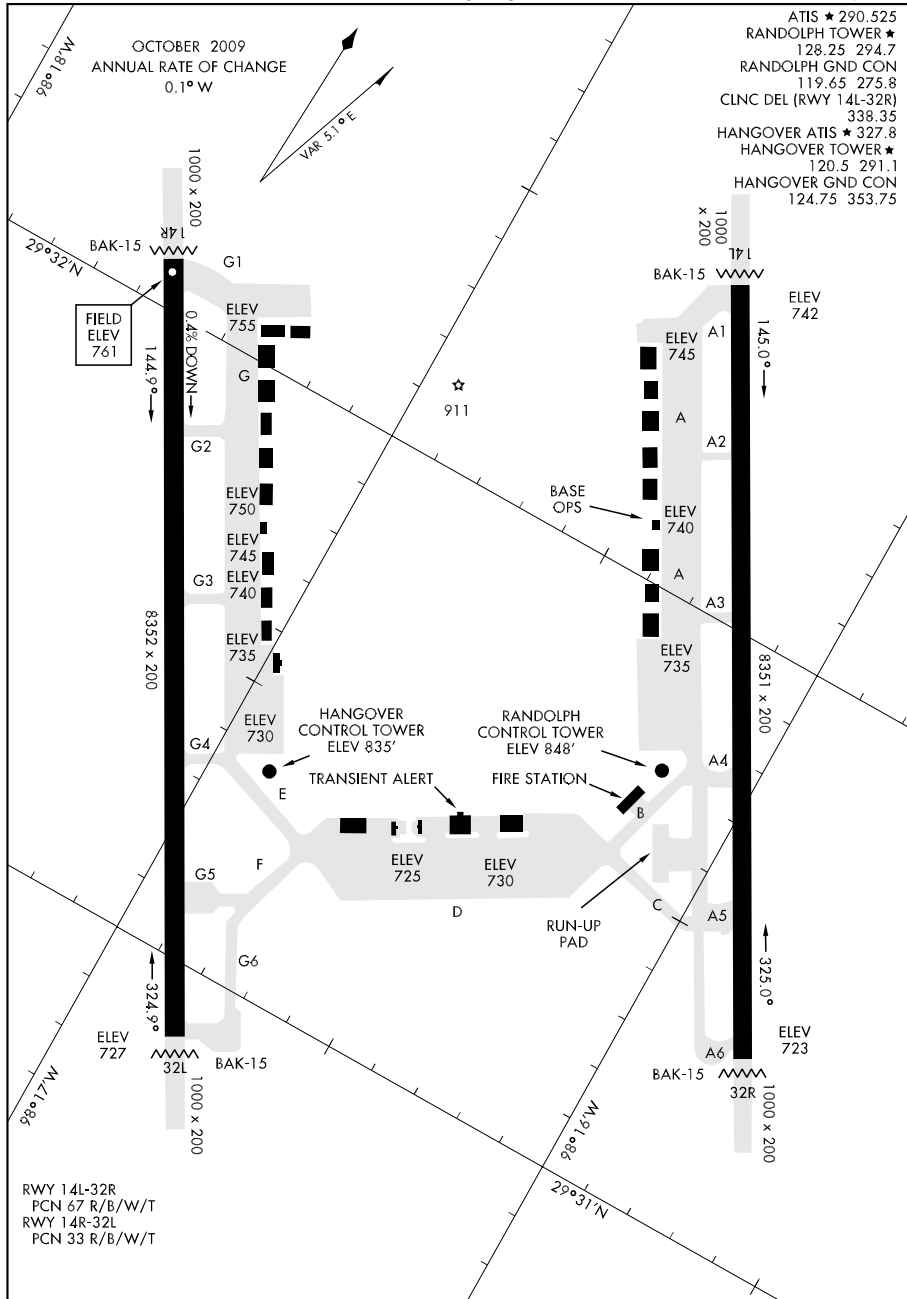 ATIS ★ 290.525
RANDOLPH TOWER ★
128.25 294.7
RANDOLPH GND CON
119.65 275.8
CLNC DEL (RWY 14L-32R)
338.35
HANGOVER ATIS ★ 327.8
HANGOVER TOWER ★
120.5 291.1
HANGOVER GND CON
124.75 353.75
OCTOBER 2009
ANNUAL RATE OF CHANGE
0.1° W
VAR 5.1° E
98°18'W
1000 x 200
14R
BAK-15
29°32'N
G1
FIELD
ELEV
761
0.4% DOWN
144.9°
ELEV
755
G
G2
ELEV
750
ELEV
745
G3
ELEV
740
8352 x 200
ELEV
735
ELEV
730
G4
911
1000
x 200
14L
BAK-15
ELEV
742
A1
ELEV
745
145.0°
A
A2
BASE
OPS
ELEV
740
A
A3
ELEV
735
8351 x 200
HANGOVER
CONTROL TOWER
ELEV 835'
RANDOLPH
CONTROL TOWER
ELEV 848'
TRANSIENT ALERT
FIRE STATION
A4
E
B
F
G5
ELEV
725
ELEV
730
D
C
A5
RUN-UP
PAD
G6
324.9°
325.0°
ELEV
727
32L
BAK-15
1000 x 200
98°17'W
A6
ELEV
723
BAK-15
32R
1000 x 200
98°16'W
29°31'N
RWY 14L-32R
PCN 67 R/B/W/T
RWY 14R-32L
PCN 33 R/B/W/T